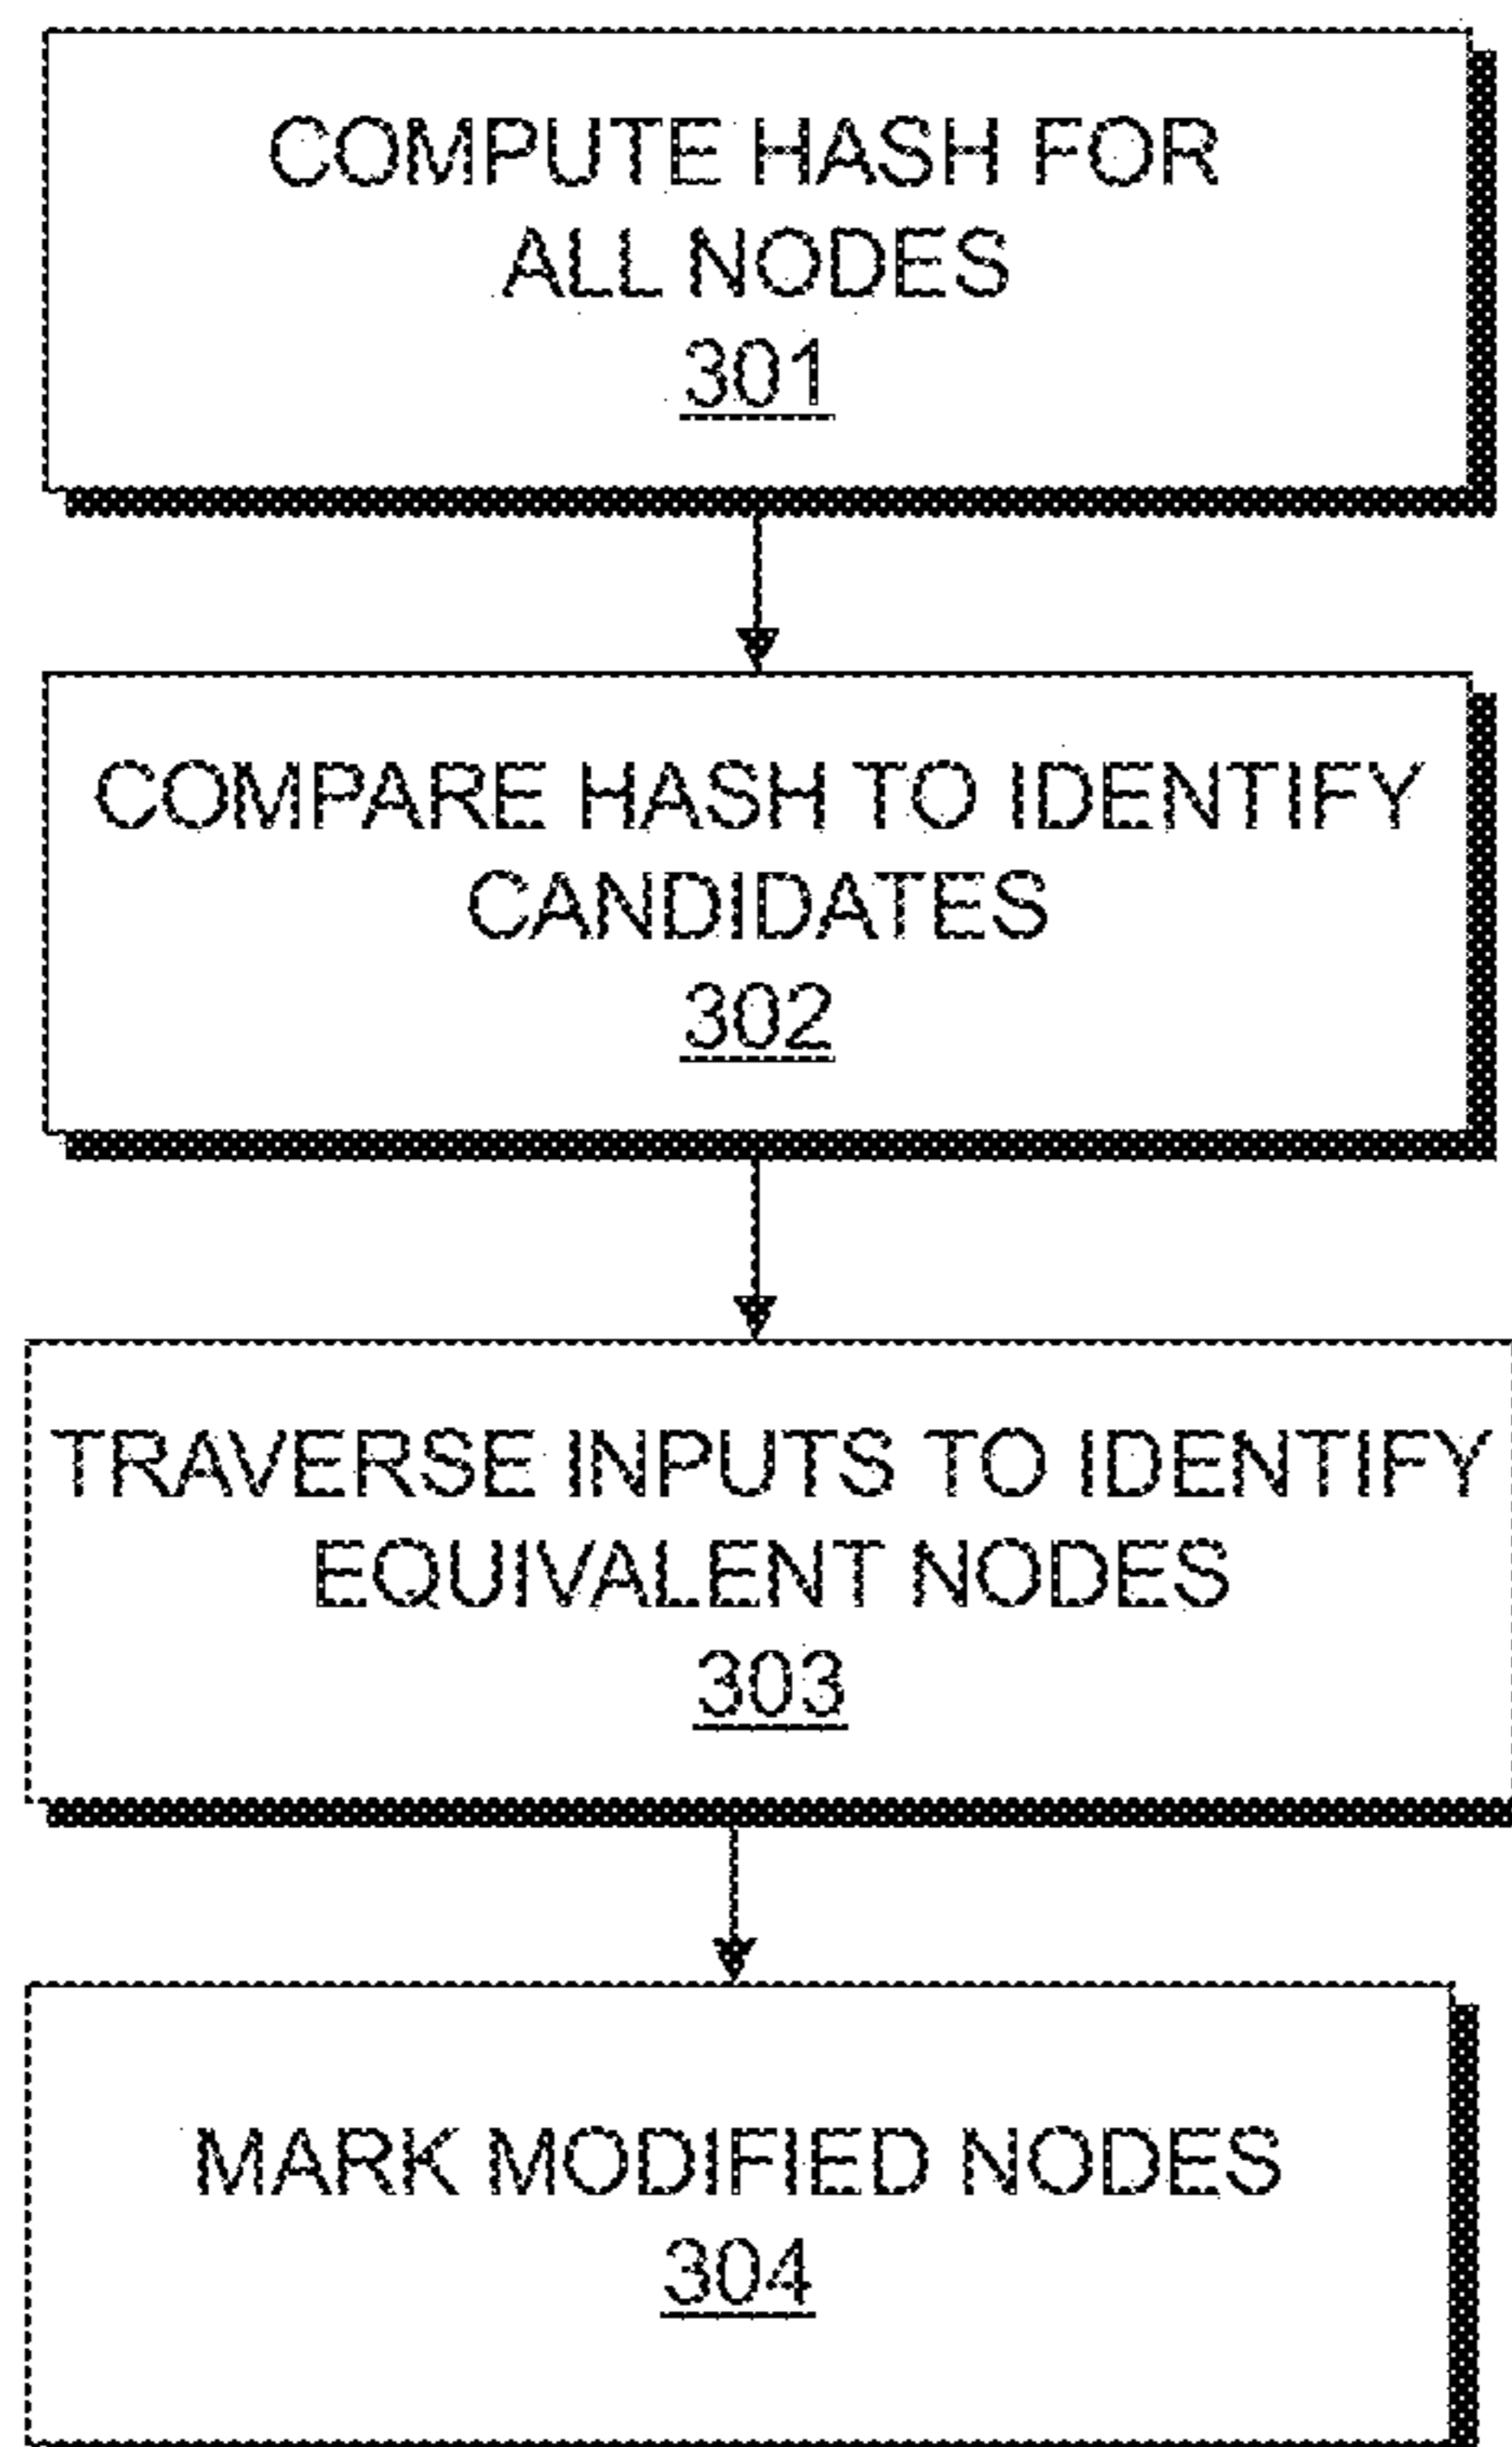 COMPUTE HASH FOR
ALL NODES
301
COMPARE HASH TO IDENTIFY
CANDIDATES
302
TRAVERSE INPUTS TO IDENTIFY
EQUIVALENT NODES
303
MARK MODIFIED NODES
304